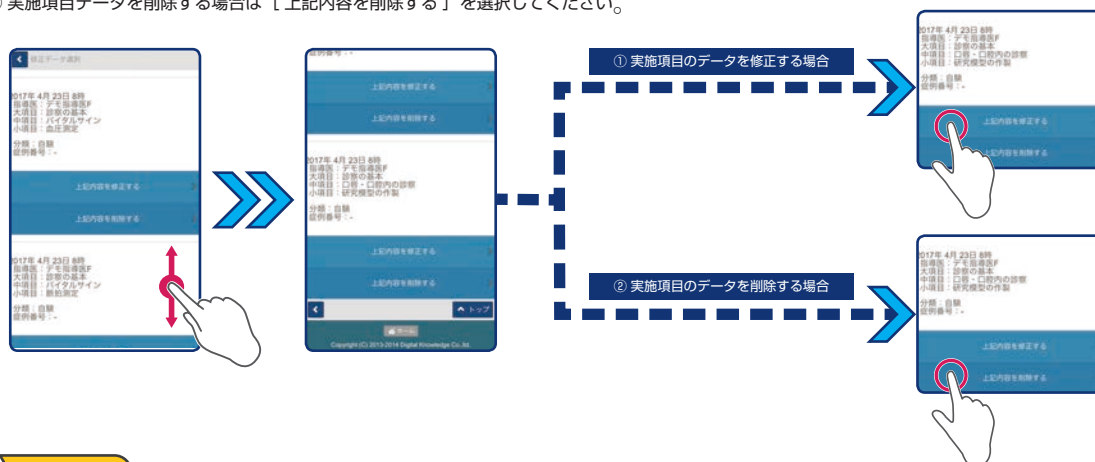 実施項目データを削除する場合は［ 上記内容を削除する ］を選択してください。
修正データ選択
2017年 4月 23日 8時
指導医：デモ指導医F
大項目：診察の基本
中項目：バイタルサイン
小項目：血圧測定
分類：自験
症例番号：-
上記内容を修正する
上記内容を削除する
2017年 4月 23日 8時
指導医：デモ指導医F
大項目：診察の基本
中項目：バイタルサイン
小項目：脈拍測定
分類：自験
症例番号：-
症例番号：-
上記内容を修正する
上記内容を削除する
2017年 4月 23日 8時
指導医：デモ指導医F
大項目：診察の基本
中項目：口唇・口腔内の診察
小項目：研究模型の作製
分類：自験
症例番号：-
上記内容を修正する
上記内容を削除する
トップ
ホーム
Copyright (C) 2013-2014 Digital Knowledge Co.,ltd.
① 実施項目のデータを修正する場合
2017年 4月 23日 8時
指導医：デモ指導医F
大項目：診察の基本
中項目：口唇・口腔内の診察
小項目：研究模型の作製
分類：自験
症例番号：-
上記内容を修正する
上記内容を削除する
② 実施項目のデータを削除する場合
2017年 4月 23日 8時
指導医：デモ指導医F
大項目：診察の基本
中項目：口唇・口腔内の診察
小項目：研究模型の作製
分類：自験
症例番号：-
上記内容を修正する
上記内容を削除する